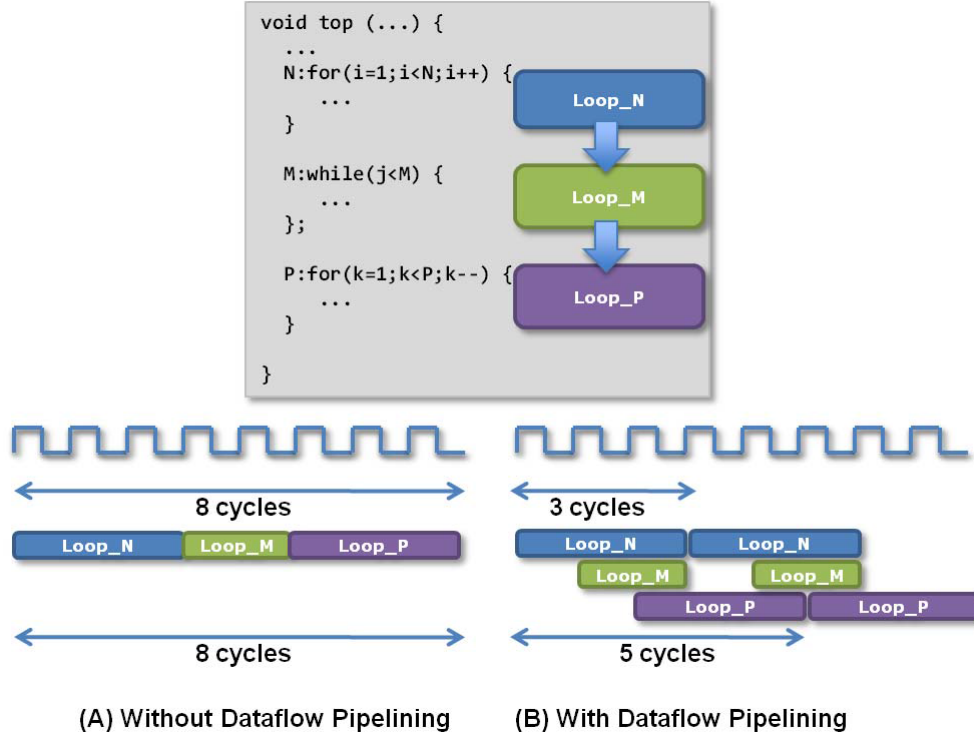 void top (...) {
...
N:for(i=1;i<N;i++) {
...
}
M:while(j<M) {
...
};
P:for(k=1;k<P;k--) {
...
}
}
Loop_N
Loop_M
Loop_P
8 cycles
Loop_N Loop_M Loop_P
8 cycles
(A) Without Dataflow Pipelining
3 cycles
Loop_N Loop_N
Loop_M Loop_M
Loop_P Loop_P
5 cycles
(B) With Dataflow Pipelining